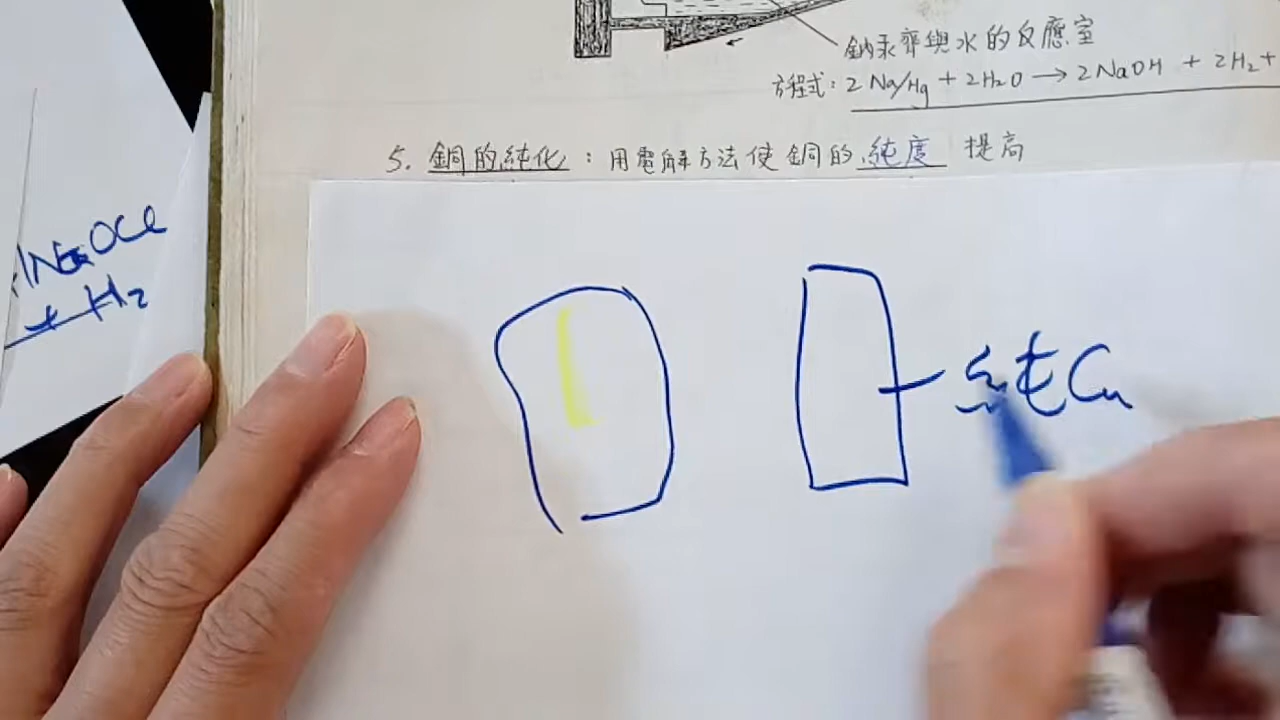 鈉汞齊與水的反應室
方程式: 2 Na/Hg + 2H₂O → 2NaOH + 2H₂ +
5. 銅的純化 : 用電解方法使銅的純度 提高
NaOCl
+ H₂
純Cu